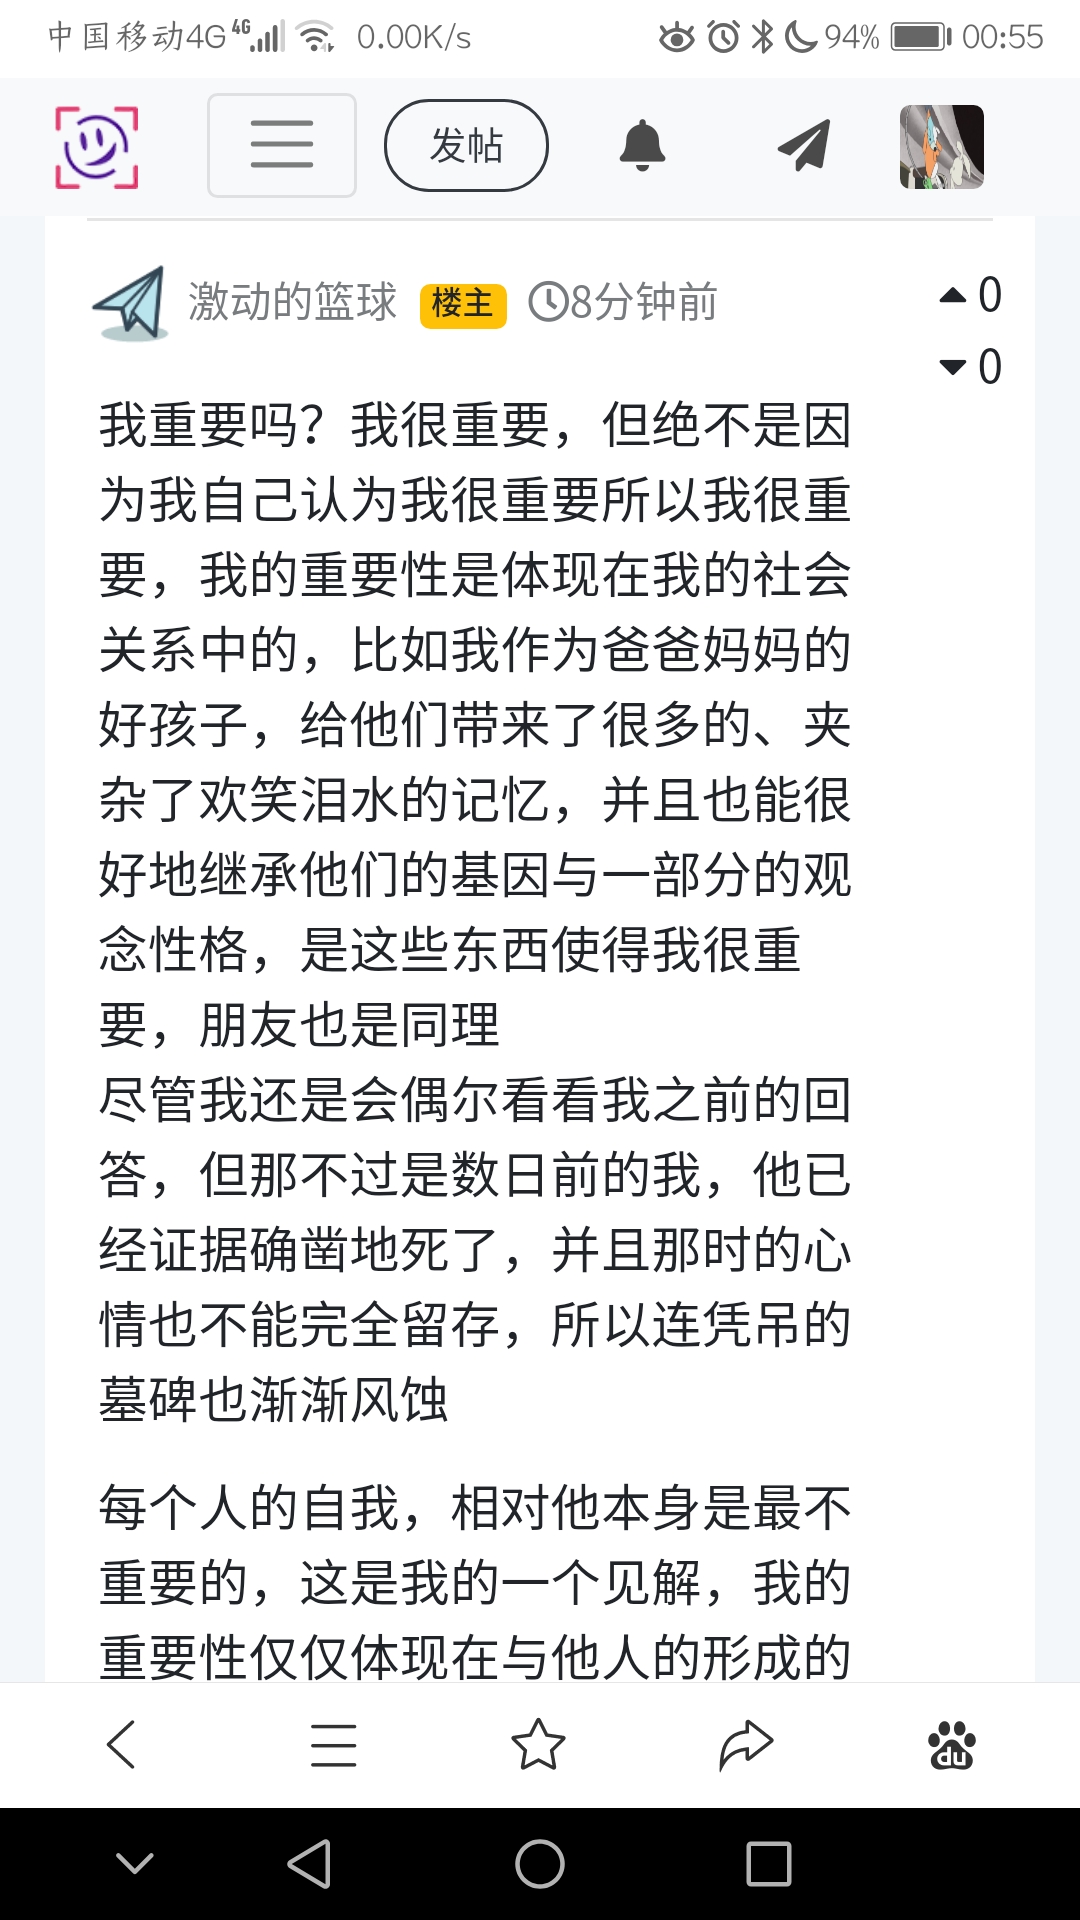 中国移动4G 4G 0.00K/s 94% 00:55
发帖
激动的篮球 楼主 8分钟前 0
0
我重要吗？我很重要，但绝不是因
为我自己认为我很重要所以我很重
要，我的重要性是体现在我的社会
关系中的，比如我作为爸爸妈妈的
好孩子，给他们带来了很多的、夹
杂了欢笑泪水的记忆，并且也能很
好地继承他们的基因与一部分的观
念性格，是这些东西使得我很重
要，朋友也是同理
尽管我还是会偶尔看看我之前的回
答，但那不过是数日前的我，他已
经证据确凿地死了，并且那时的心
情也不能完全留存，所以连凭吊的
墓碑也渐渐风蚀
每个人的自我，相对他本身是最不
重要的，这是我的一个见解，我的
重要性仅仅体现在与他人的形成的
du